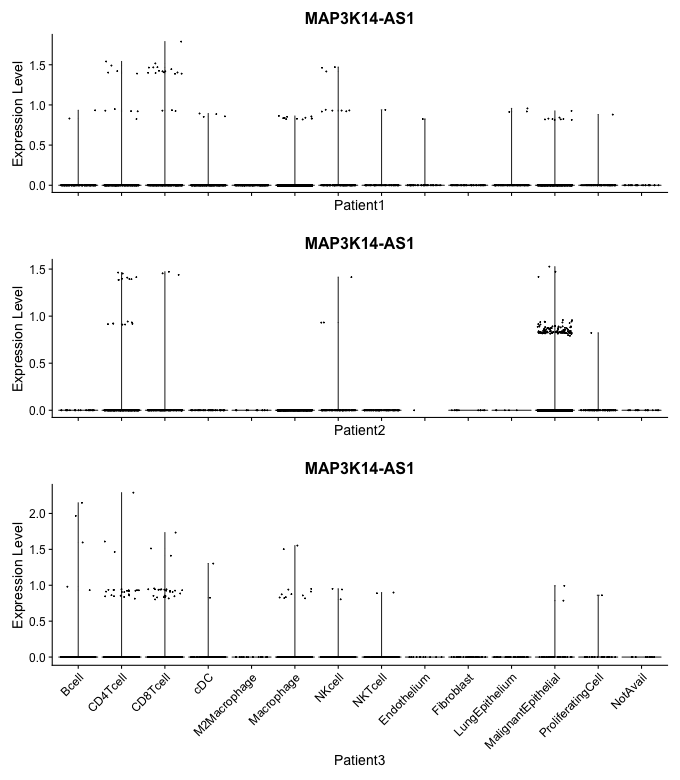 MAP3K14-AS1
Expression Level
1.5
1.0
0.5
0.0
Patient1
MAP3K14-AS1
Expression Level
1.5
1.0
0.5
0.0
Patient2
MAP3K14-AS1
Expression Level
2.0
1.5
1.0
0.5
0.0
Bcell
CD4Tcell
CD8Tcell
cDC
M2Macrophage
Macrophage
NKcell
NKTcell
Endothelium
Fibroblast
LungEpithelium
MalignantEpithelial
ProliferatingCell
NotAvail
Patient3